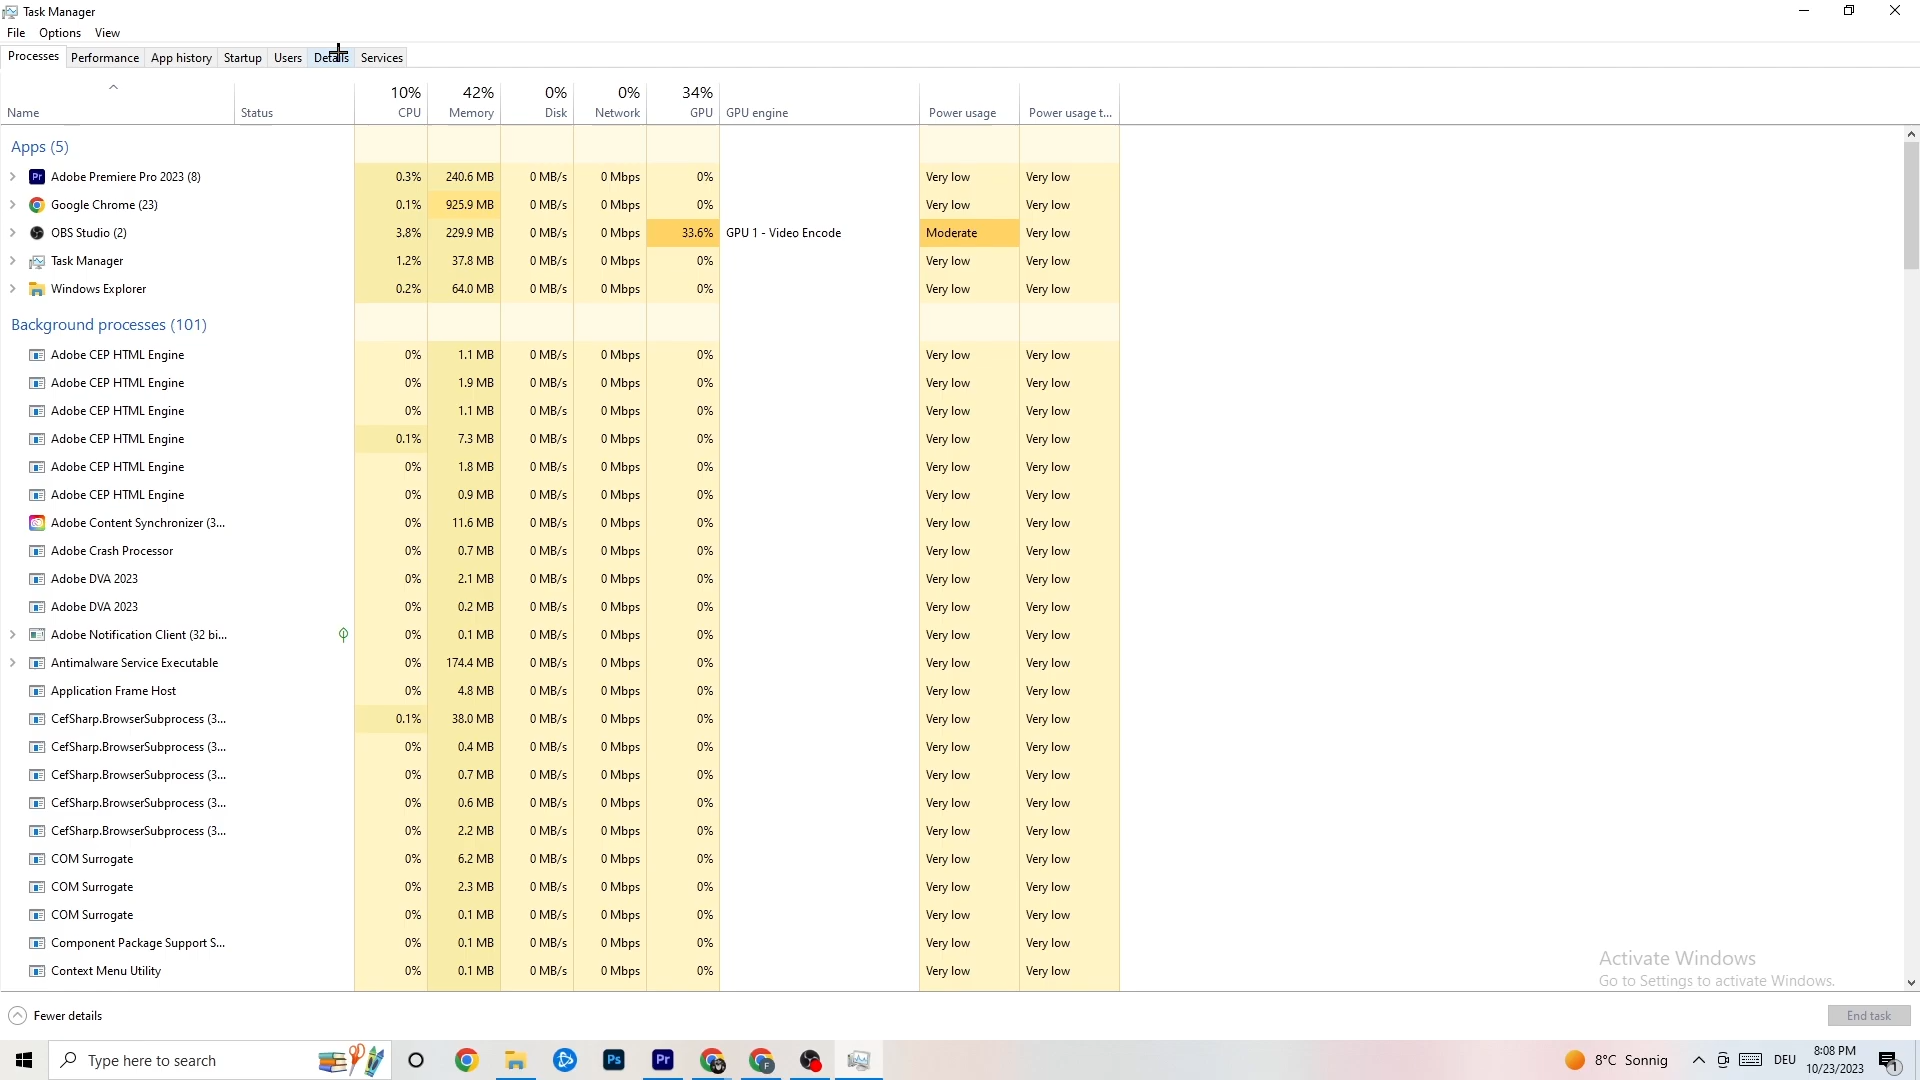 Task Manager
File Options View
Processes Performance App history Startup Users Details Services
10% 42% 0% 0% 34%
Name Status CPU Memory Disk Network GPU GPU engine Power usage Power usage t...
Apps (5)
Adobe Premiere Pro 2023 (8) 0.3% 240.6 MB 0 MB/s 0 Mbps 0% Very low Very low
Google Chrome (23) 0.1% 925.9 MB 0 MB/s 0 Mbps 0% Very low Very low
OBS Studio (2) 3.8% 229.9 MB 0 MB/s 0 Mbps 33.6% GPU 1 - Video Encode Moderate Very low
Task Manager 1.2% 37.8 MB 0 MB/s 0 Mbps 0% Very low Very low
Windows Explorer 0.2% 64.0 MB 0 MB/s 0 Mbps 0% Very low Very low
Background processes (101)
Adobe CEP HTML Engine 0% 1.1 MB 0 MB/s 0 Mbps 0% Very low Very low
Adobe CEP HTML Engine 0% 1.9 MB 0 MB/s 0 Mbps 0% Very low Very low
Adobe CEP HTML Engine 0% 1.1 MB 0 MB/s 0 Mbps 0% Very low Very low
Adobe CEP HTML Engine 0.1% 7.3 MB 0 MB/s 0 Mbps 0% Very low Very low
Adobe CEP HTML Engine 0% 1.8 MB 0 MB/s 0 Mbps 0% Very low Very low
Adobe CEP HTML Engine 0% 0.9 MB 0 MB/s 0 Mbps 0% Very low Very low
Adobe Content Synchronizer (3... 0% 11.6 MB 0 MB/s 0 Mbps 0% Very low Very low
Adobe Crash Processor 0% 0.7 MB 0 MB/s 0 Mbps 0% Very low Very low
Adobe DVA 2023 0% 2.1 MB 0 MB/s 0 Mbps 0% Very low Very low
Adobe DVA 2023 0% 0.2 MB 0 MB/s 0 Mbps 0% Very low Very low
Adobe Notification Client (32 bi... 0% 0.1 MB 0 MB/s 0 Mbps 0% Very low Very low
Antimalware Service Executable 0% 174.4 MB 0 MB/s 0 Mbps 0% Very low Very low
Application Frame Host 0% 4.8 MB 0 MB/s 0 Mbps 0% Very low Very low
CefSharp.BrowserSubprocess (3... 0.1% 38.0 MB 0 MB/s 0 Mbps 0% Very low Very low
CefSharp.BrowserSubprocess (3... 0% 0.4 MB 0 MB/s 0 Mbps 0% Very low Very low
CefSharp.BrowserSubprocess (3... 0% 0.7 MB 0 MB/s 0 Mbps 0% Very low Very low
CefSharp.BrowserSubprocess (3... 0% 0.6 MB 0 MB/s 0 Mbps 0% Very low Very low
CefSharp.BrowserSubprocess (3... 0% 2.2 MB 0 MB/s 0 Mbps 0% Very low Very low
COM Surrogate 0% 6.2 MB 0 MB/s 0 Mbps 0% Very low Very low
COM Surrogate 0% 2.3 MB 0 MB/s 0 Mbps 0% Very low Very low
COM Surrogate 0% 0.1 MB 0 MB/s 0 Mbps 0% Very low Very low
Component Package Support S... 0% 0.1 MB 0 MB/s 0 Mbps 0% Very low Very low
Context Menu Utility 0% 0.1 MB 0 MB/s 0 Mbps 0% Very low Very low
Activate Windows
Go to Settings to activate Windows.
Fewer details End task
Type here to search 8°C Sonnig DEU 8:08 PM
10/23/2023